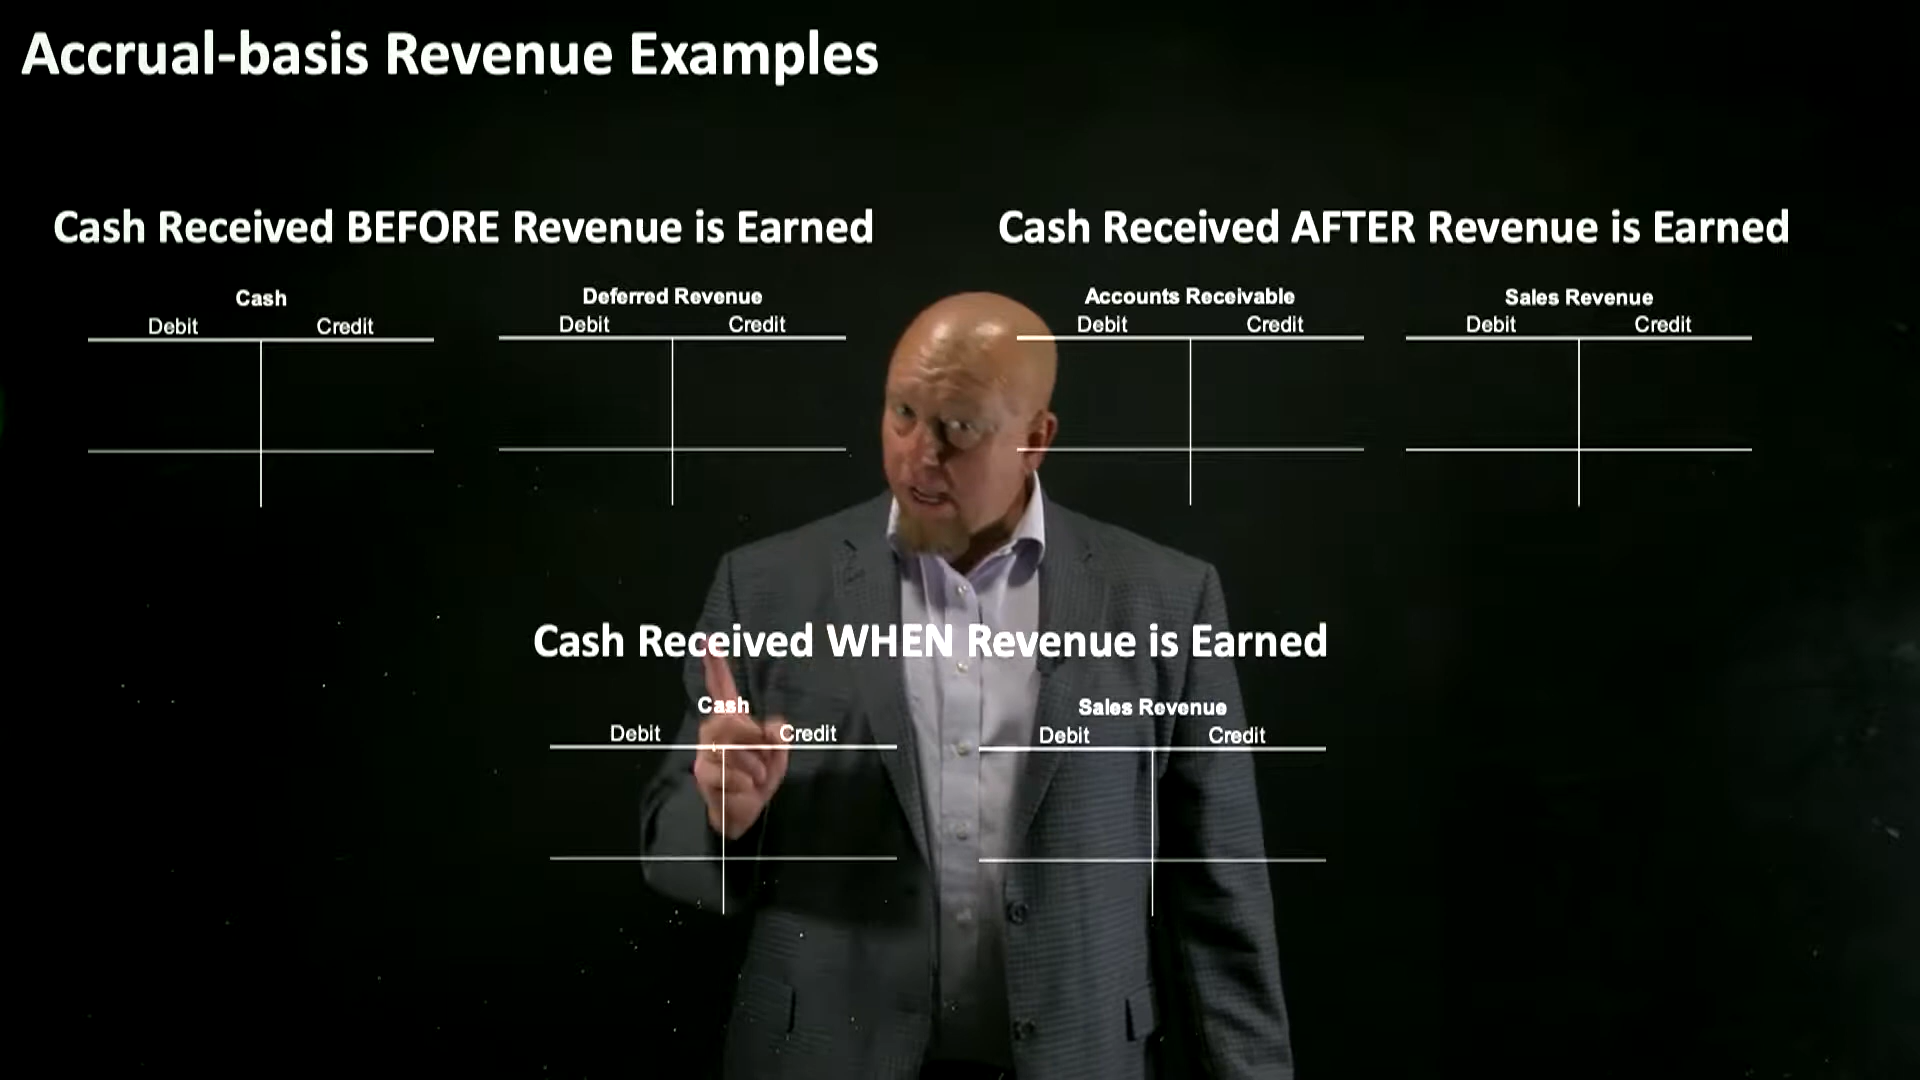 Accrual-basis Revenue Examples
Cash Received BEFORE Revenue is Earned
Cash
Debit Credit
Deferred Revenue
Debit Credit
Cash Received AFTER Revenue is Earned
Accounts Receivable
Debit Credit
Sales Revenue
Debit Credit
Cash Received WHEN Revenue is Earned
Cash
Debit Credit
Sales Revenue
Debit Credit